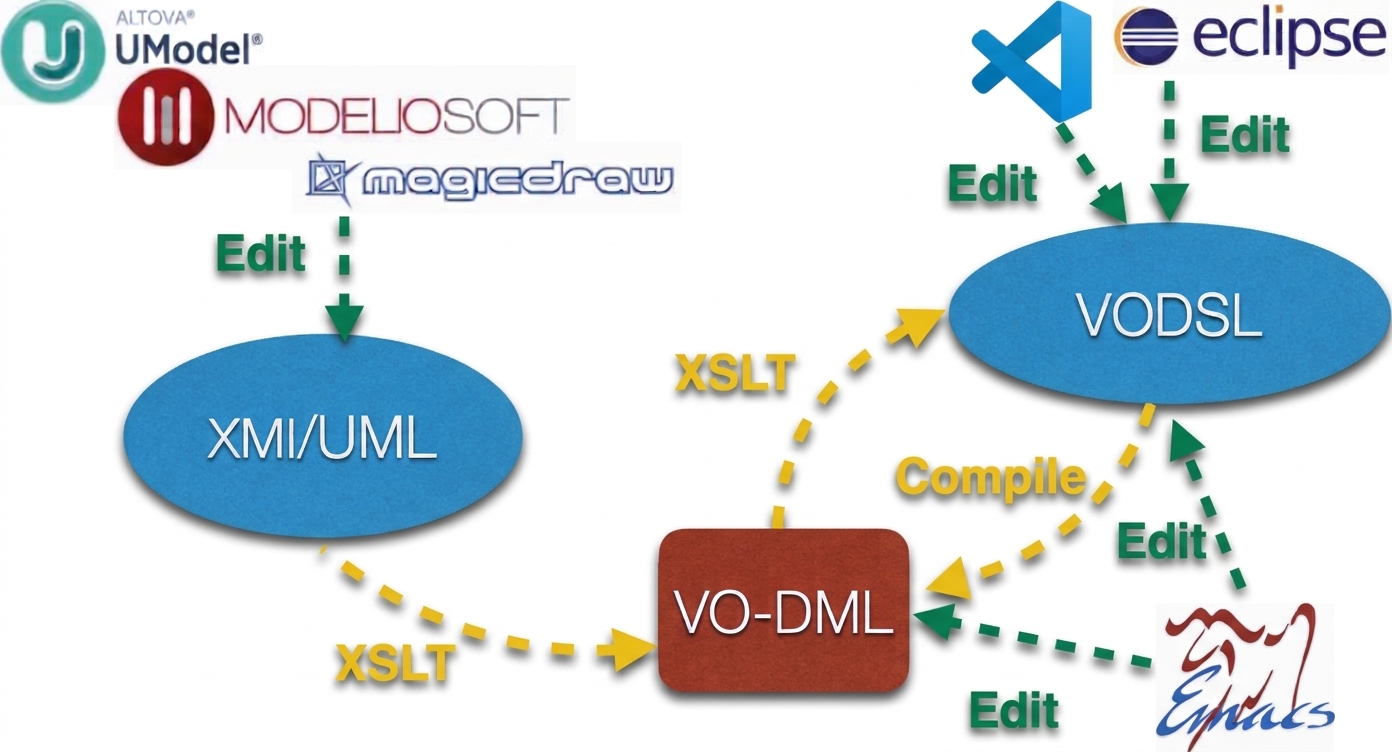 ALTOVA®
UModel®
MODELIOSOFT
magicdraw
eclipse
Edit
Edit
Edit
VODSL
XSLT
XMI/UML
Compile
Edit
VO-DML
XSLT
Edit
Emacs